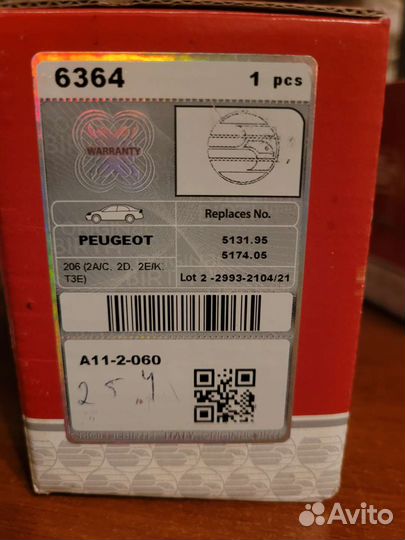 6364
1 pcs
WARRANTY
Replaces No.
PEUGEOT
5131.95
5174.05
206 (2A/C, 2D, 2E/K,
T3E)
Lot 2 -2993-2104/21
A11-2-060
ITALY
Avito